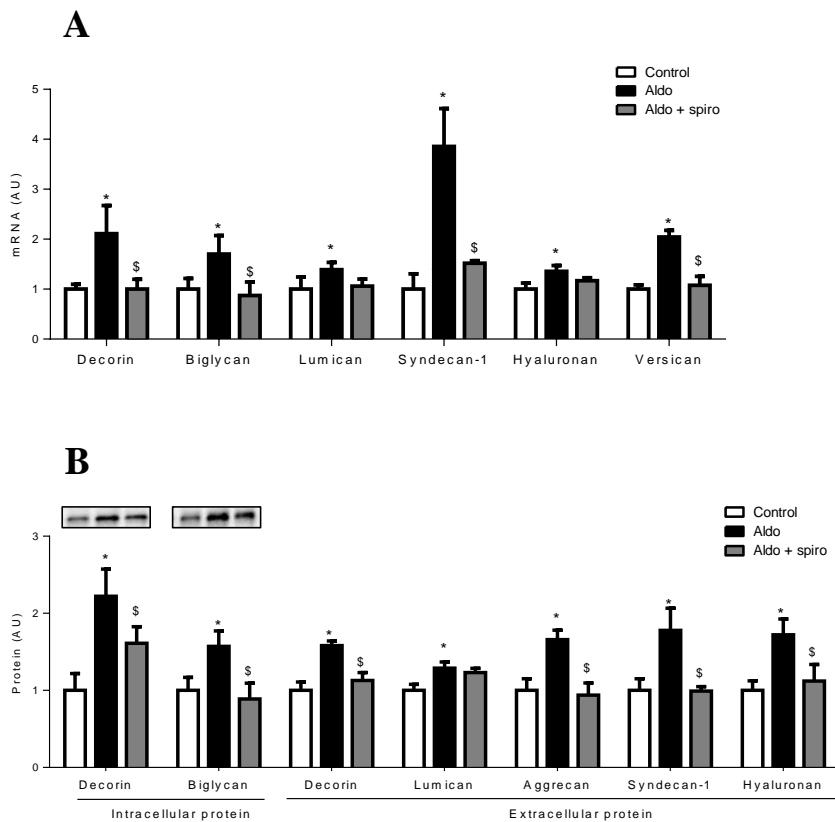 A
Control
Aldo
Aldo + spiro
mRNA (AU)
5
4
3
2
1
0
* $ * $ * * $ * * $
Decorin Biglycan Lumican Syndecan-1 Hyaluronan Versican
B
Control
Aldo
Aldo + spiro
Protein (AU)
3
2
1
0
* $ * $ * $ * * $ * $ * $
Decorin Biglycan Decorin Lumican Aggrecan Syndecan-1 Hyaluronan
Intracellular protein Extracellular protein